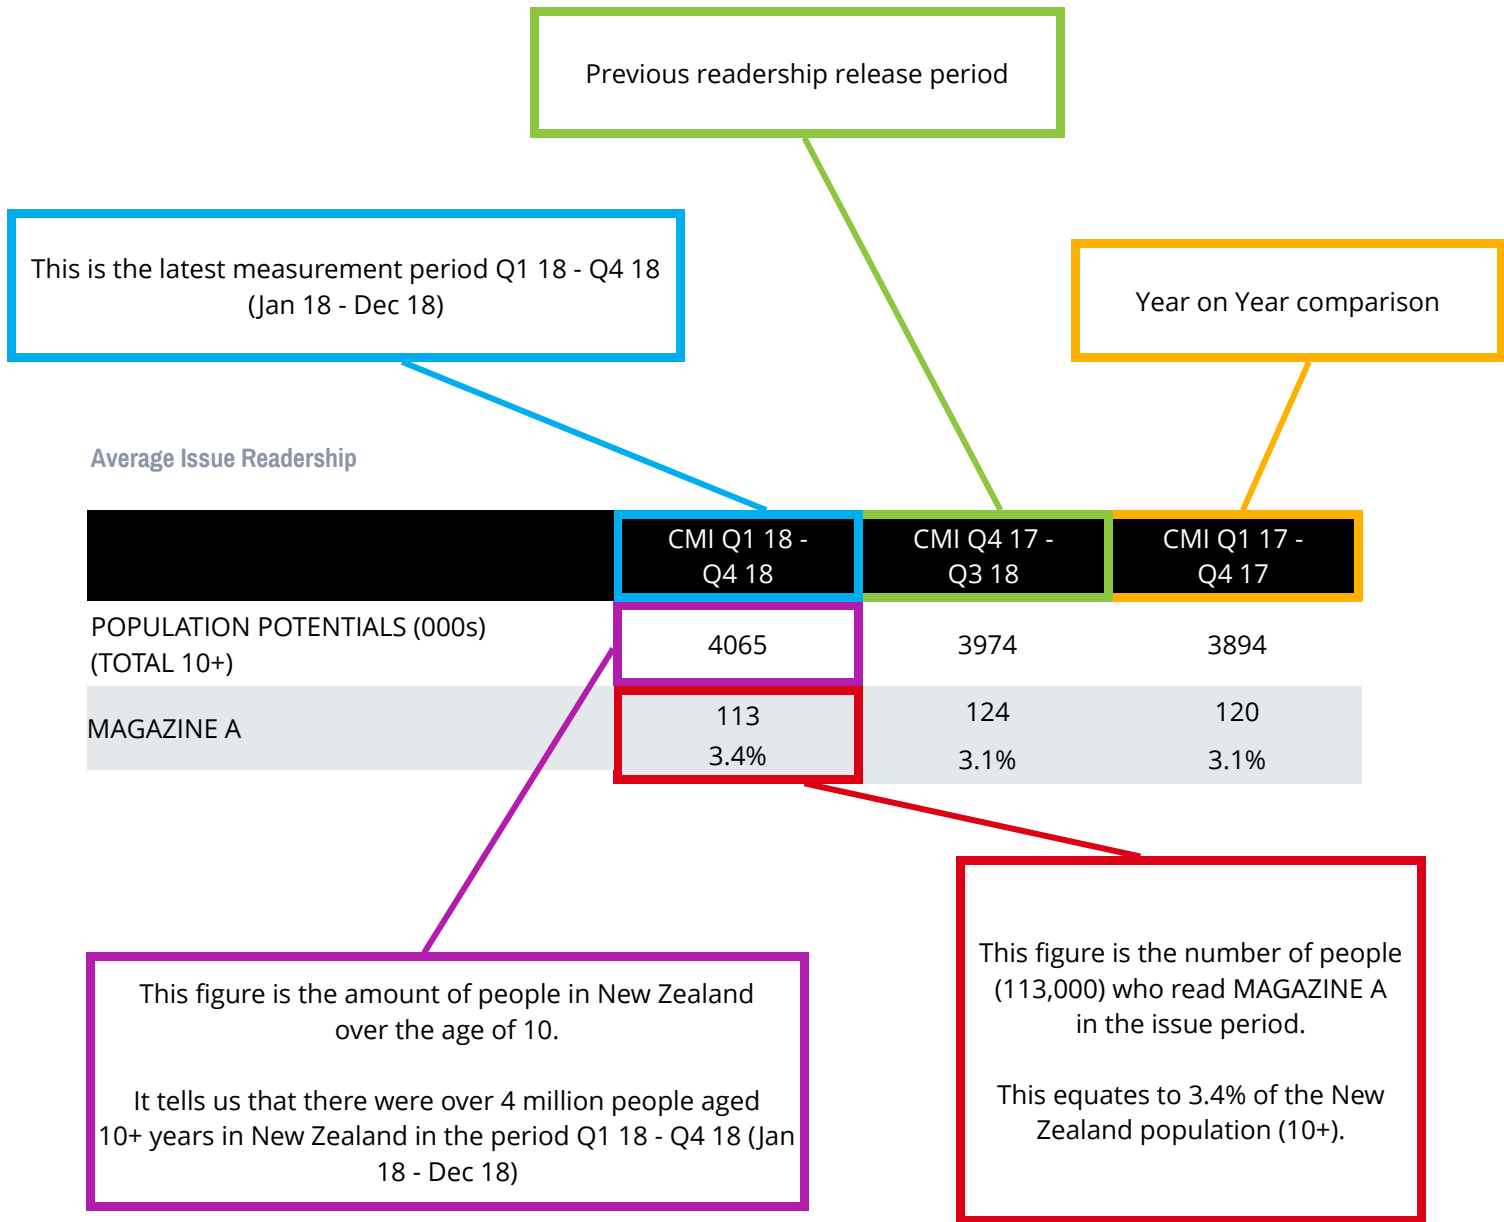 Previous readership release period
This is the latest measurement period Q1 18 - Q4 18
(Jan 18 - Dec 18)
Year on Year comparison
Average Issue Readership
CMI Q1 18 -
Q4 18
CMI Q4 17 -
Q3 18
CMI Q1 17 -
Q4 17
POPULATION POTENTIALS (000s)
(TOTAL 10+)
4065
3974
3894
MAGAZINE A
113
124
120
3.4%
3.1%
3.1%
This figure is the amount of people in New Zealand
over the age of 10.
It tells us that there were over 4 million people aged
10+ years in New Zealand in the period Q1 18 - Q4 18 (Jan
18 - Dec 18)
This figure is the number of people
(113,000) who read MAGAZINE A
in the issue period.
This equates to 3.4% of the New
Zealand population (10+).